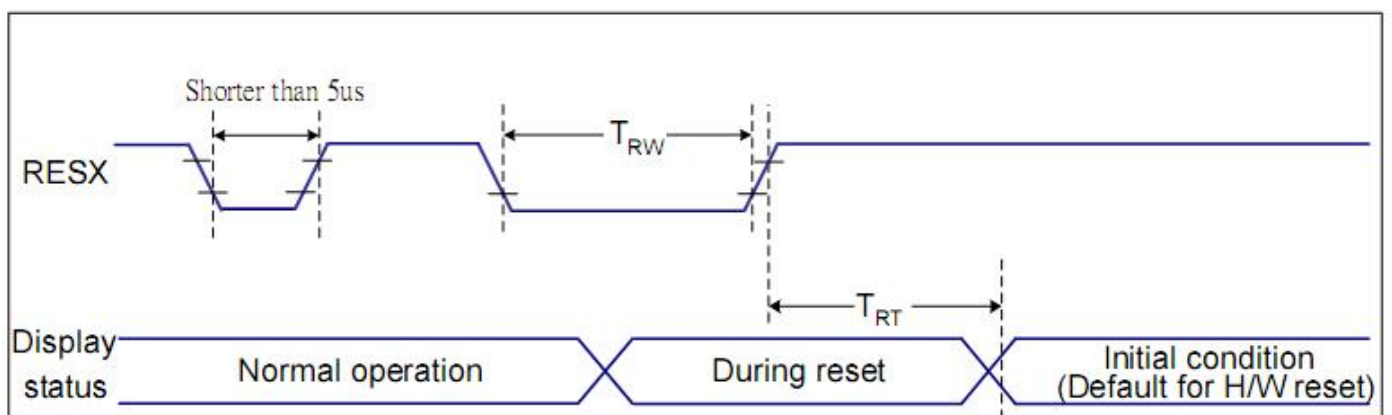 Shorter than 5us
RESX
TRW
TRT
Display
status
Normal operation
During reset
Initial condition
(Default for H/W reset)